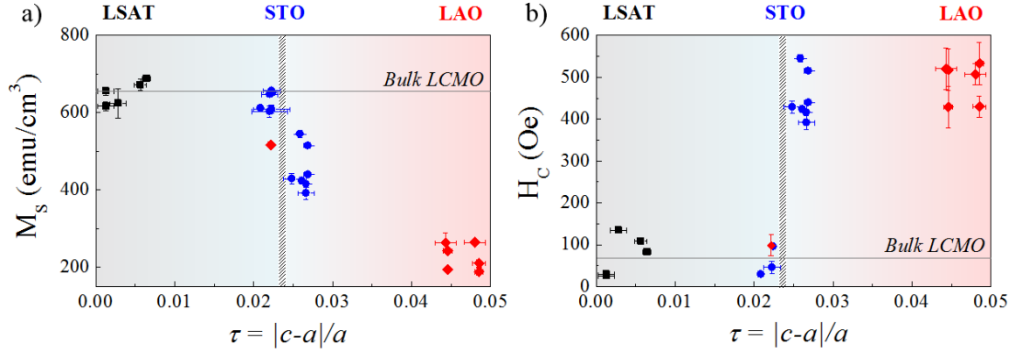 a)
LSAT STO LAO
800
600
400
200
M_S (emu/cm³)
Bulk LCMO
0.00 0.01 0.02 0.03 0.04 0.05
τ = |c-a|/a
b)
LSAT STO LAO
600
500
400
300
200
100
0
H_C (Oe)
Bulk LCMO
0.00 0.01 0.02 0.03 0.04 0.05
τ = |c-a|/a